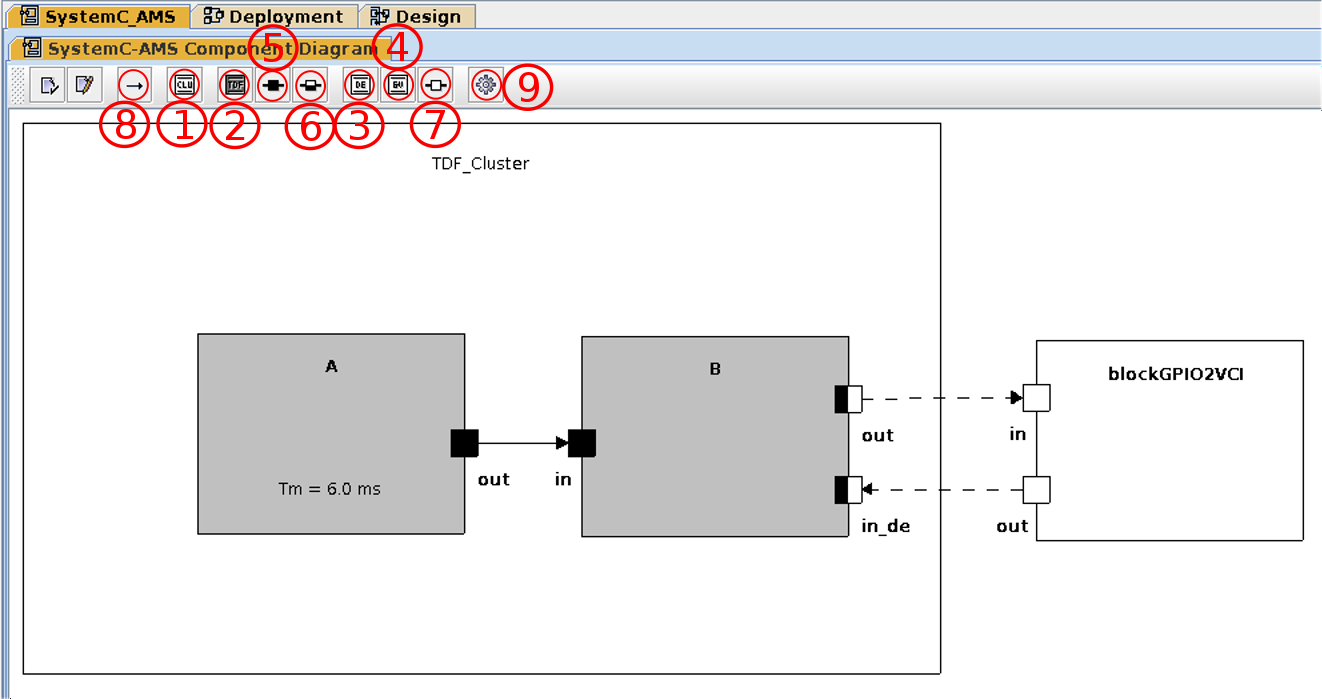 SystemC_AMS Deployment Design
SystemC-AMS Component Diagram
5 4
CLU TDF DE GV 9
8 1 2 6 3 7
TDF_Cluster
A B blockGPIO2VCI
out in
out in
Tm = 6.0 ms
in_de out